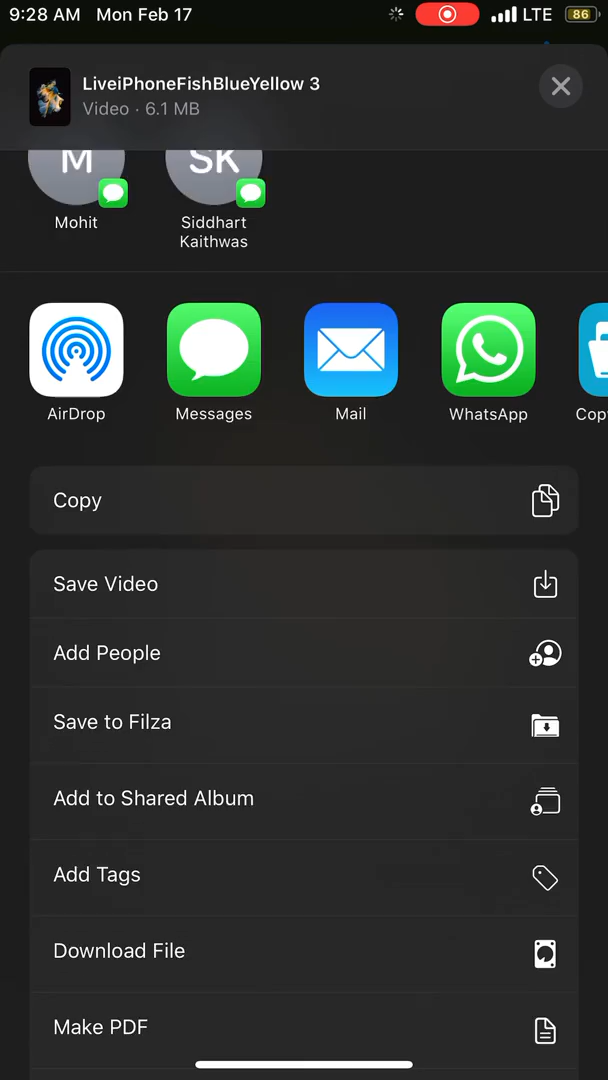 9:28 AM Mon Feb 17
LTE 86
LiveiPhoneFishBlueYellow 3
Video · 6.1 MB
M
SK
Mohit
Siddhart
Kaithwas
AirDrop
Messages
Mail
WhatsApp
Cop
Copy
Save Video
Add People
Save to Filza
Add to Shared Album
Add Tags
Download File
Make PDF